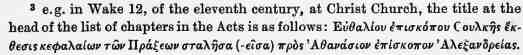 ³ e. g. in Wake 12, of the eleventh century, at Christ Church, the title at the
head of the list of chapters in the Acts is as follows: Εὐθαλίου ἐπισκόπου Σουλκῆς ἔκ-
θεσις κεφαλαίων τῶν Πράξεων σταλῆσα (-εῖσα) πρὸς Ἀθανάσιον ἐπίσκοπον Ἀλεξανδρείας.